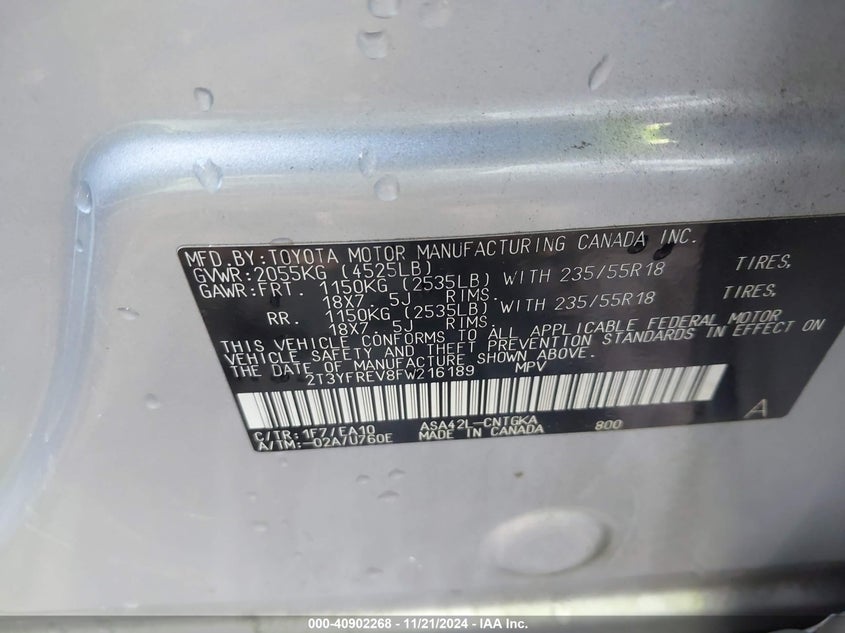 MFD.BY:TOYOTA MOTOR MANUFACTURING CANADA INC.
GVWR:2055KG (4525LB)
GAWR:FRT. 1150KG (2535LB) WITH 235/55R18 TIRES,
18X7 5J RIMS.
RR. 1150KG (2535LB) WITH 235/55R18 TIRES,
18X7 5J RIMS.
THIS VEHICLE CONFORMS TO ALL APPLICABLE FEDERAL MOTOR
VEHICLE SAFETY AND THEFT PREVENTION STANDARDS IN EFFECT ON
THE DATE OF MANUFACTURE SHOWN ABOVE.
2T3YFREV8FW216189 MPV
C/TR:1F7/EA10 ASA42L-CNTGKA 800 A
A/TM:-02A/U760E MADE IN CANADA
000-40902268 - 11/21/2024 - IAA Inc.